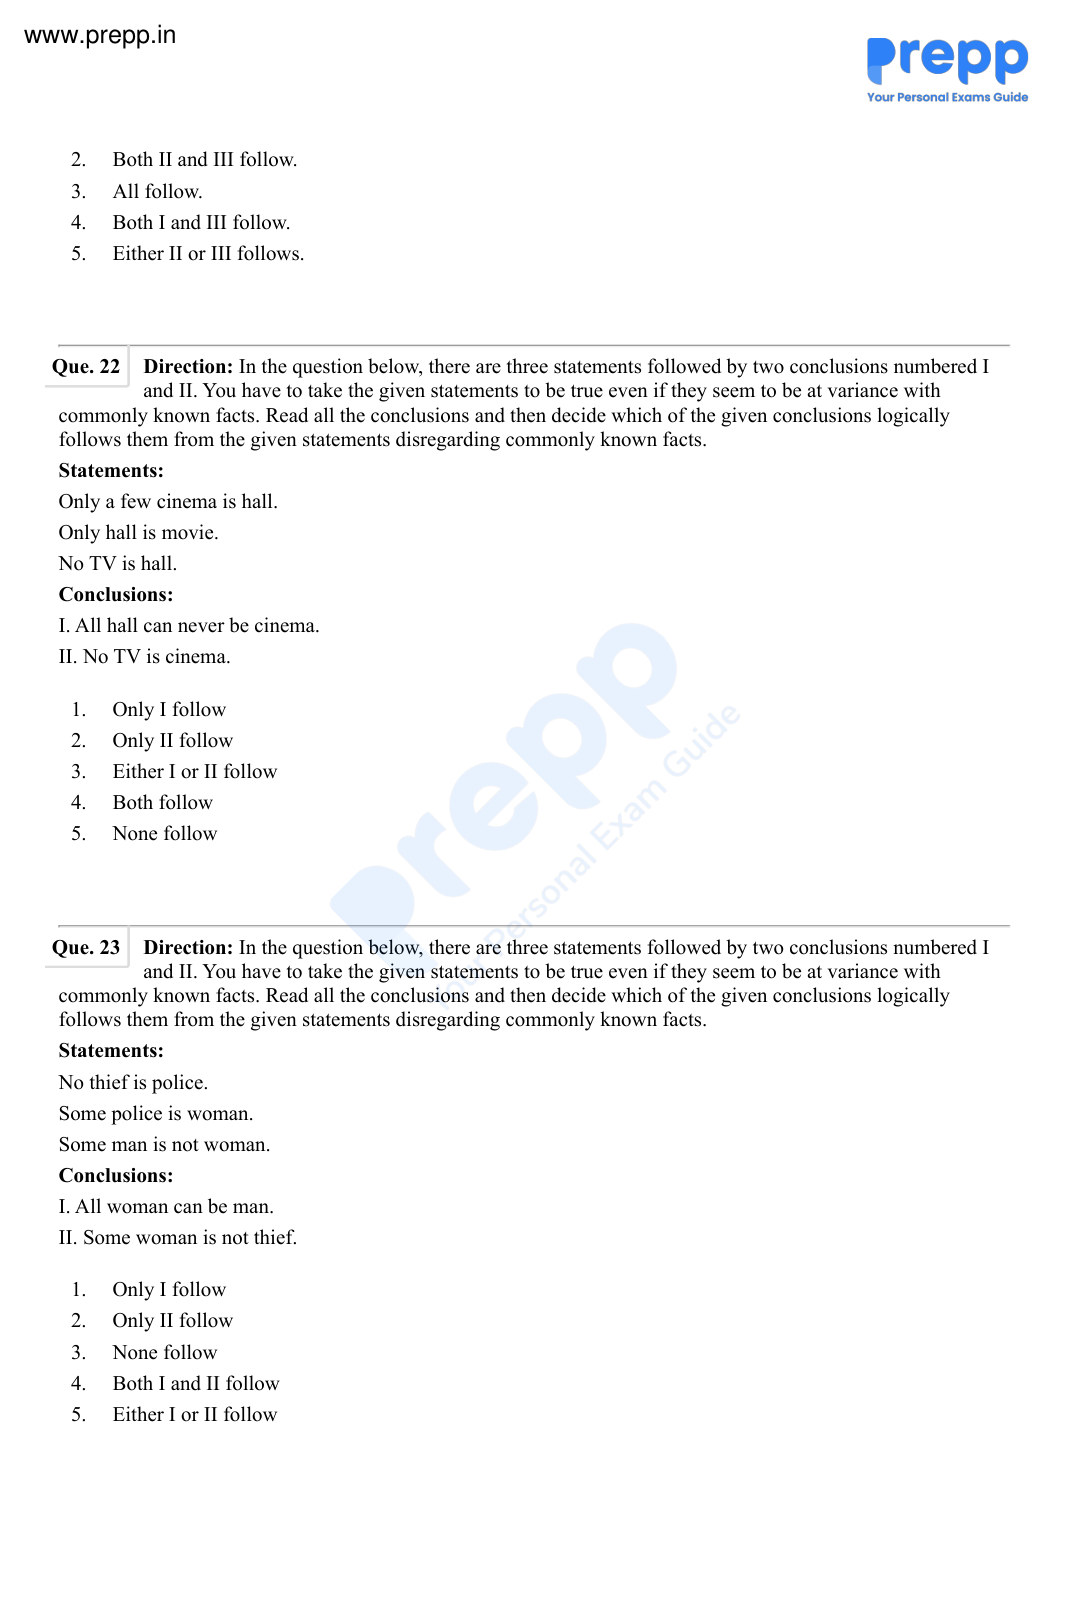 www.prepp.in
prepp
Your Personal Exams Guide
2. Both II and III follow.
3. All follow.
4. Both I and III follow.
5. Either II or III follows.
Que. 22 Direction: In the question below, there are three statements followed by two conclusions numbered I
and II. You have to take the given statements to be true even if they seem to be at variance with
commonly known facts. Read all the conclusions and then decide which of the given conclusions logically
follows them from the given statements disregarding commonly known facts.
Statements:
Only a few cinema is hall.
Only hall is movie.
No TV is hall.
Conclusions:
I. All hall can never be cinema.
II. No TV is cinema.
1. Only I follow
2. Only II follow
3. Either I or II follow
4. Both follow
5. None follow
prepp
Your Personal Exam Guide
Que. 23 Direction: In the question below, there are three statements followed by two conclusions numbered I
and II. You have to take the given statements to be true even if they seem to be at variance with
commonly known facts. Read all the conclusions and then decide which of the given conclusions logically
follows them from the given statements disregarding commonly known facts.
Statements:
No thief is police.
Some police is woman.
Some man is not woman.
Conclusions:
I. All woman can be man.
II. Some woman is not thief.
1. Only I follow
2. Only II follow
3. None follow
4. Both I and II follow
5. Either I or II follow